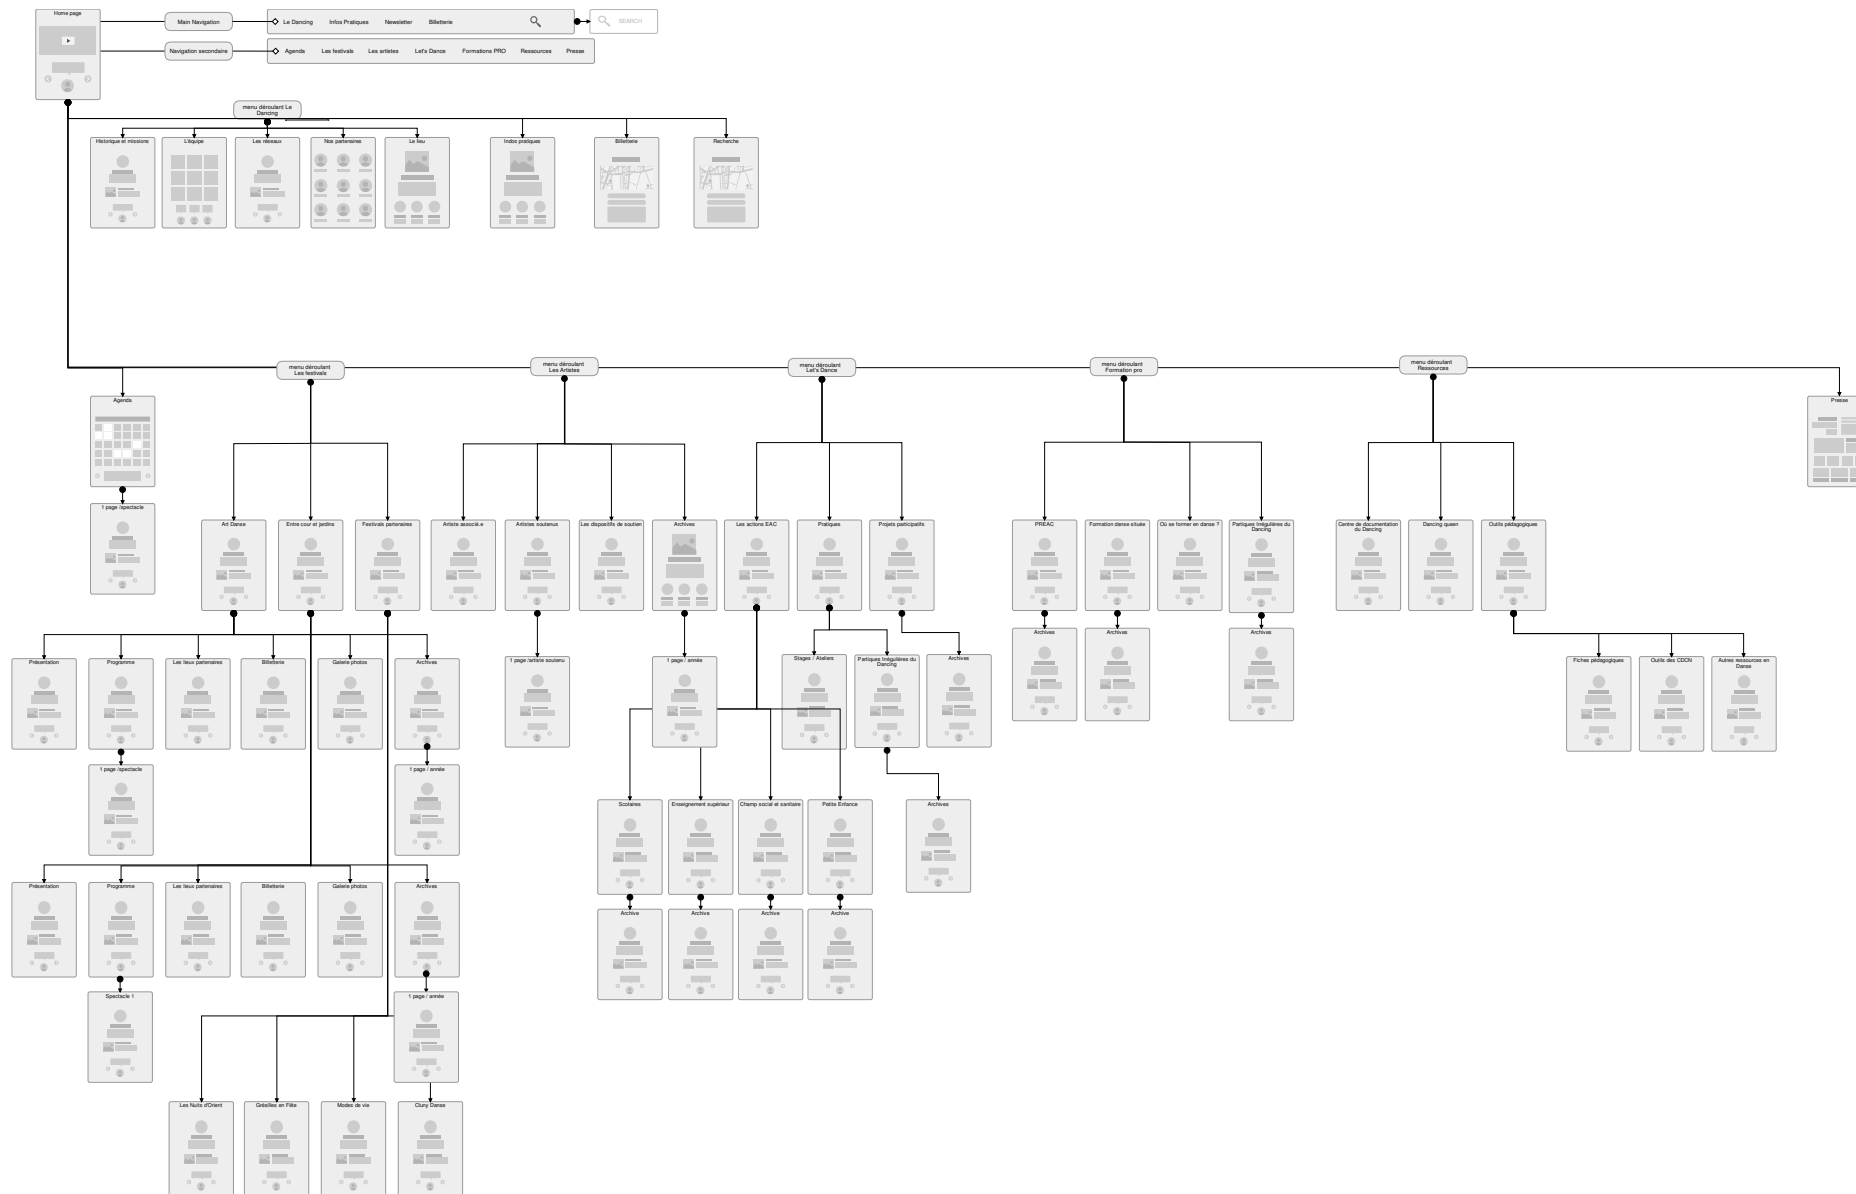 Home page
Main Navigation
Le Dancing Infos Pratiques Newsletter Billetterie
SEARCH
Navigation secondaire
Agenda Les festivals Les artistes Let's Dance Formations PRO Ressources Presse
menu déroulant Le
Dancing
Historique et missions
L'équipe
Les réseaux
Nos partenaires
Le lieu
Indos pratiques
Billetterie
Recherche
menu déroulant
Les festivals
menu déroulant
Les Artistes
menu déroulant
Let's Dance
menu déroulant
Formation pro
menu déroulant
Ressources
Agenda
Presse
1 page /spectacle
Art Danse
Entre cour et jardins
Festivals partenaires
Artiste associé.e
Artistes soutenus
Les dispositifs de soutien
Archives
Les actions EAC
Pratiques
Projets participatifs
PREAC
Formation danse située
Où se former en danse ?
Partiques Irrégulières du
Dancing
Centre de documentation
du Dancing
Dancing queen
Outils pédagogiques
Présentation
Programme
Les lieux partenaires
Billetterie
Galerie photos
Archives
1 page /artiste soutenu
1 page / année
Stages / Ateliers
Partiques Irrégulières du
Dancing
Archives
Archives
Archives
Archives
Fiches pédagogiques
Outils des CDCN
Autres ressources en
Danse
1 page /spectacle
1 page / année
Scolaires
Enseignement supérieur
Champ social et sanitaire
Petite Enfance
Archives
Présentation
Programme
Les lieux partenaires
Billetterie
Galerie photos
Archives
Archive
Archive
Archive
Archive
Spectacle 1
1 page / année
Les Nuits d'Orient
Grésilles en Fête
Modes de vie
Cluny Danse